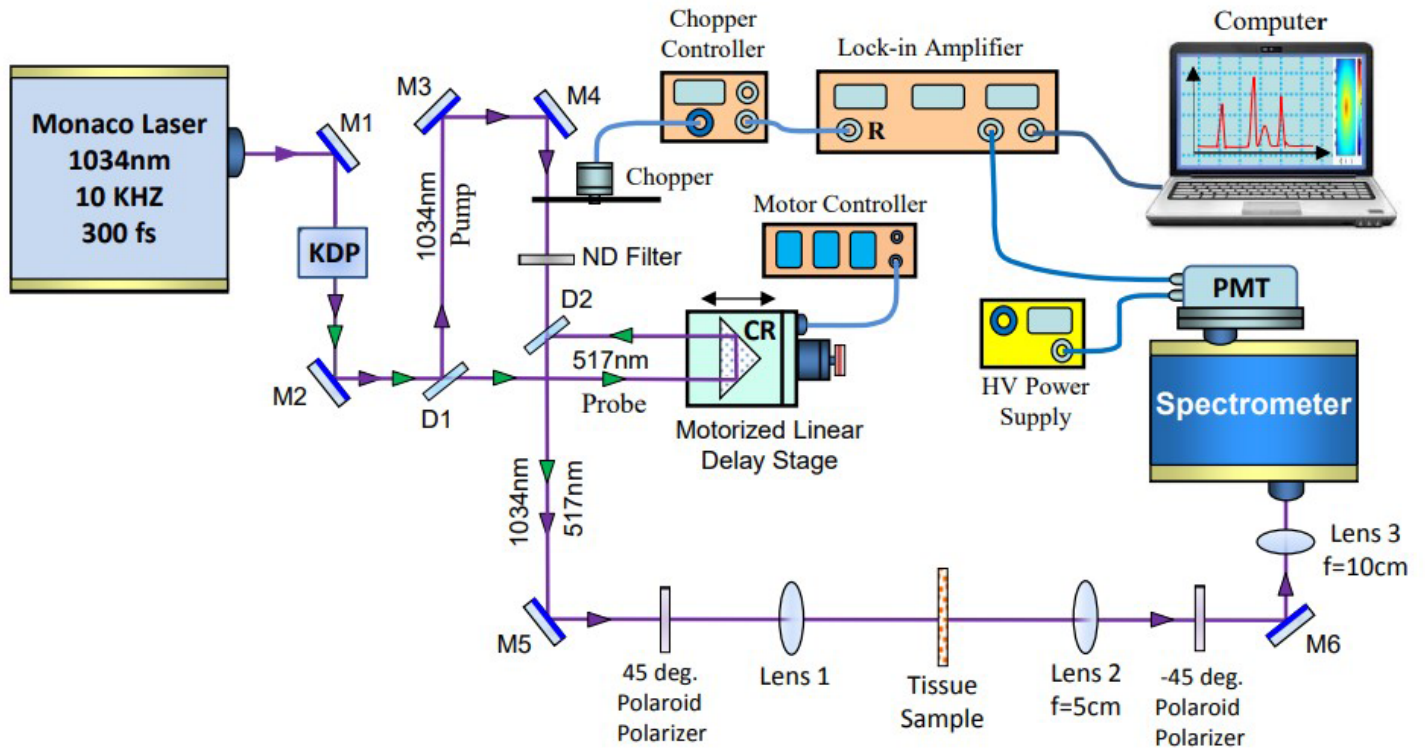 Monaco Laser
1034nm
10 KHZ
300 fs
M1
KDP
M2
M3
M4
1034nm
Pump
D1
Chopper
Controller
Chopper
ND Filter
D2
517nm
Probe
CR
Motorized Linear
Delay Stage
Motor Controller
Lock-in Amplifier
R
Computer
PMT
HV Power
Supply
Spectrometer
1034nm
517nm
M5
45 deg.
Polaroid
Polarizer
Lens 1
Tissue
Sample
Lens 2
f=5cm
-45 deg.
Polaroid
Polarizer
M6
Lens 3
f=10cm